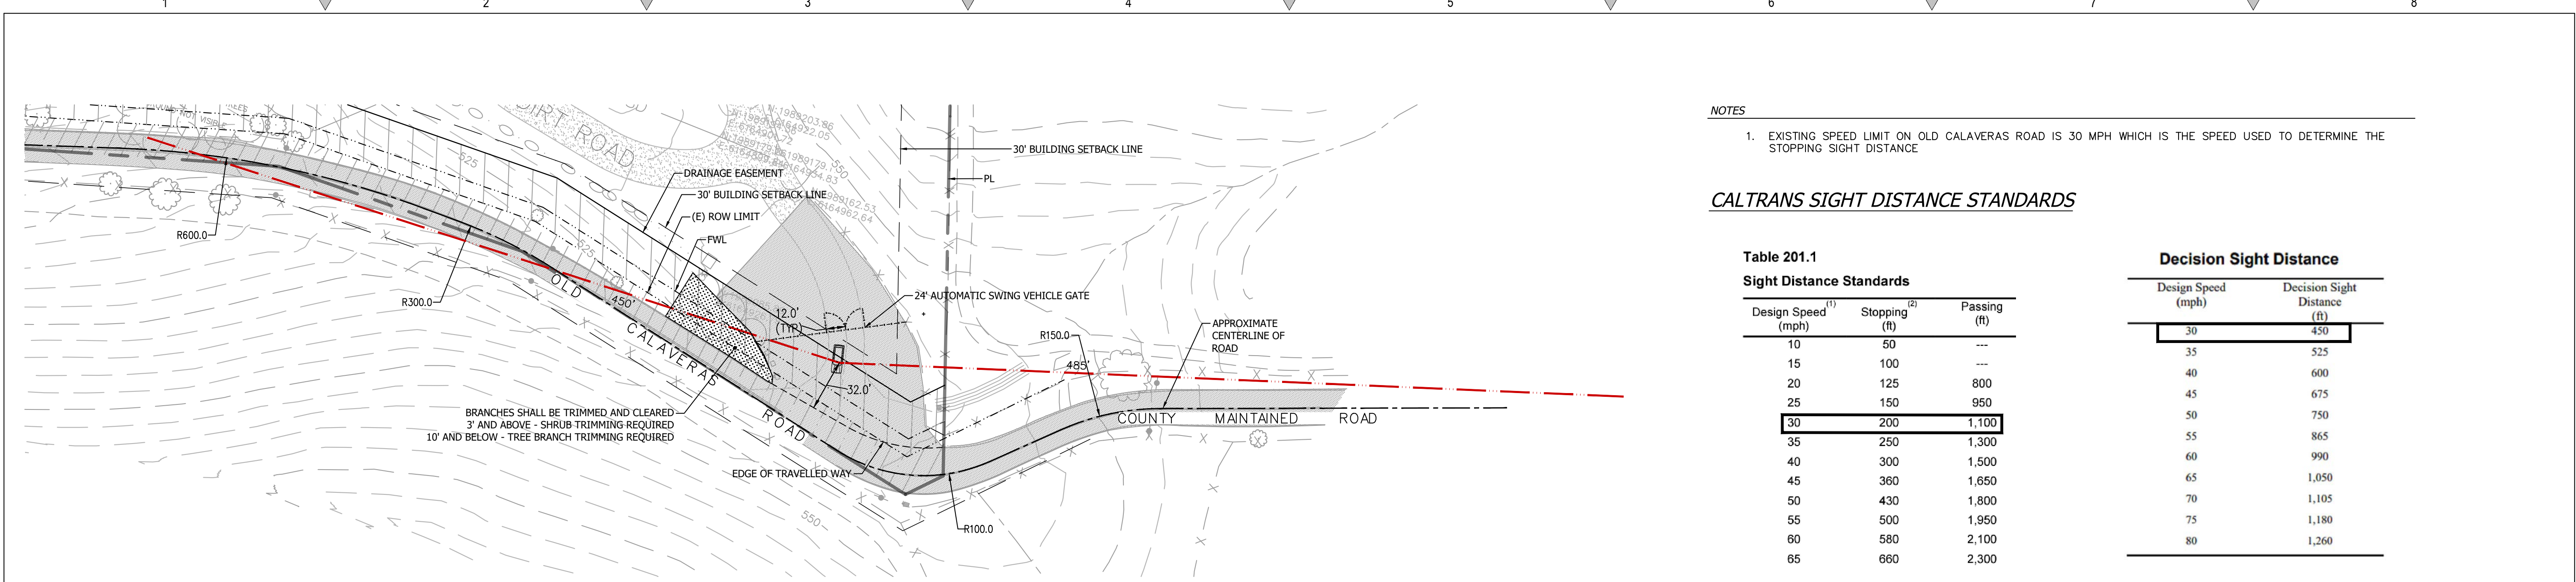 1 2 3 4 5 6 7 8
NOT VISIBLE
TREES
DIRT ROAD
525
525
550
550
30' BUILDING SETBACK LINE
PL
DRAINAGE EASEMENT
30' BUILDING SETBACK LINE
(E) ROW LIMIT
FWL
R600.0
R300.0
450'
OLD CALAVERAS ROAD
12.0'
(TYP)
24' AUTOMATIC SWING VEHICLE GATE
32.0'
R150.0
485'
APPROXIMATE
CENTERLINE OF
ROAD
COUNTY MAINTAINED ROAD
BRANCHES SHALL BE TRIMMED AND CLEARED
3' AND ABOVE - SHRUB TRIMMING REQUIRED
10' AND BELOW - TREE BRANCH TRIMMING REQUIRED
EDGE OF TRAVELLED WAY
R100.0
NOTES
1. EXISTING SPEED LIMIT ON OLD CALAVERAS ROAD IS 30 MPH WHICH IS THE SPEED USED TO DETERMINE THE
STOPPING SIGHT DISTANCE
CALTRANS SIGHT DISTANCE STANDARDS
Table 201.1
Sight Distance Standards
Design Speed(1) Stopping(2) Passing
(mph) (ft) (ft)
10 50 ---
15 100 ---
20 125 800
25 150 950
30 200 1,100
35 250 1,300
40 300 1,500
45 360 1,650
50 430 1,800
55 500 1,950
60 580 2,100
65 660 2,300
Decision Sight Distance
Design Speed Decision Sight
(mph) Distance
(ft)
30 450
35 525
40 600
45 675
50 750
55 865
60 990
65 1,050
70 1,105
75 1,180
80 1,260